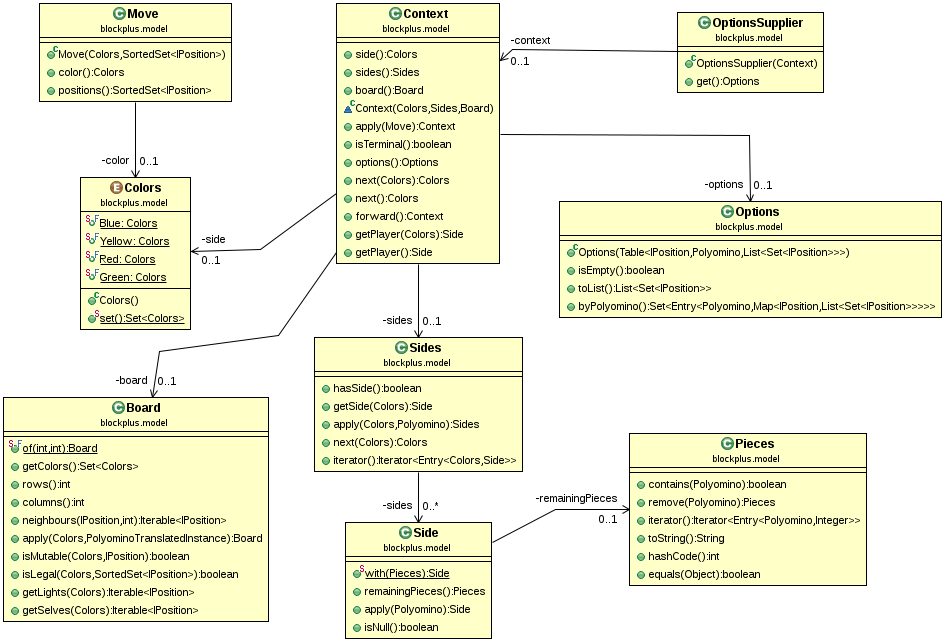 Move
blockplus.model
Move(Colors,SortedSet<IPosition>)
color():Colors
positions():SortedSet<IPosition>
Context
blockplus.model
side():Colors
sides():Sides
board():Board
Context(Colors,Sides,Board)
apply(Move):Context
isTerminal():boolean
options():Options
next(Colors):Colors
next():Colors
forward():Context
getPlayer(Colors):Side
getPlayer():Side
OptionsSupplier
blockplus.model
OptionsSupplier(Context)
get():Options
-context
0..1
-color
0..1
Colors
blockplus.model
Blue: Colors
Yellow: Colors
Red: Colors
Green: Colors
Colors()
set():Set<Colors>
-side
0..1
-options
0..1
Options
blockplus.model
Options(Table<IPosition,Polyomino,List<Set<IPosition>>>)
isEmpty():boolean
toList():List<Set<IPosition>>
byPolyomino():Set<Entry<Polyomino,Map<IPosition,List<Set<IPosition>>>>>
-sides
0..1
Sides
blockplus.model
hasSide():boolean
getSide(Colors):Side
apply(Colors,Polyomino):Sides
next(Colors):Colors
iterator():Iterator<Entry<Colors,Side>>
-board
0..1
Board
blockplus.model
of(int,int):Board
getColors():Set<Colors>
rows():int
columns():int
neighbours(IPosition,int):Iterable<IPosition>
apply(Colors,PolyominoTranslatedInstance):Board
isMutable(Colors,IPosition):boolean
isLegal(Colors,SortedSet<IPosition>):boolean
getLights(Colors):Iterable<IPosition>
getSelves(Colors):Iterable<IPosition>
-sides
0..*
Side
blockplus.model
with(Pieces):Side
remainingPieces():Pieces
apply(Polyomino):Side
isNull():boolean
-remainingPieces
0..1
Pieces
blockplus.model
contains(Polyomino):boolean
remove(Polyomino):Pieces
iterator():Iterator<Entry<Polyomino,Integer>>
toString():String
hashCode():int
equals(Object):boolean